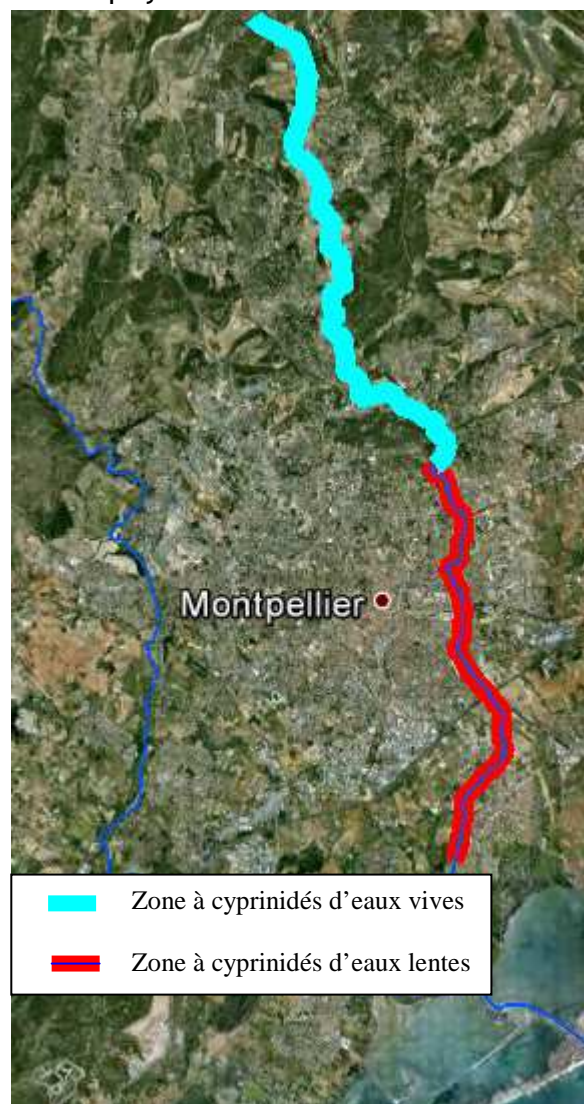 Montpellier
Zone à cyprinidés d'eaux vives
Zone à cyprinidés d'eaux lentes